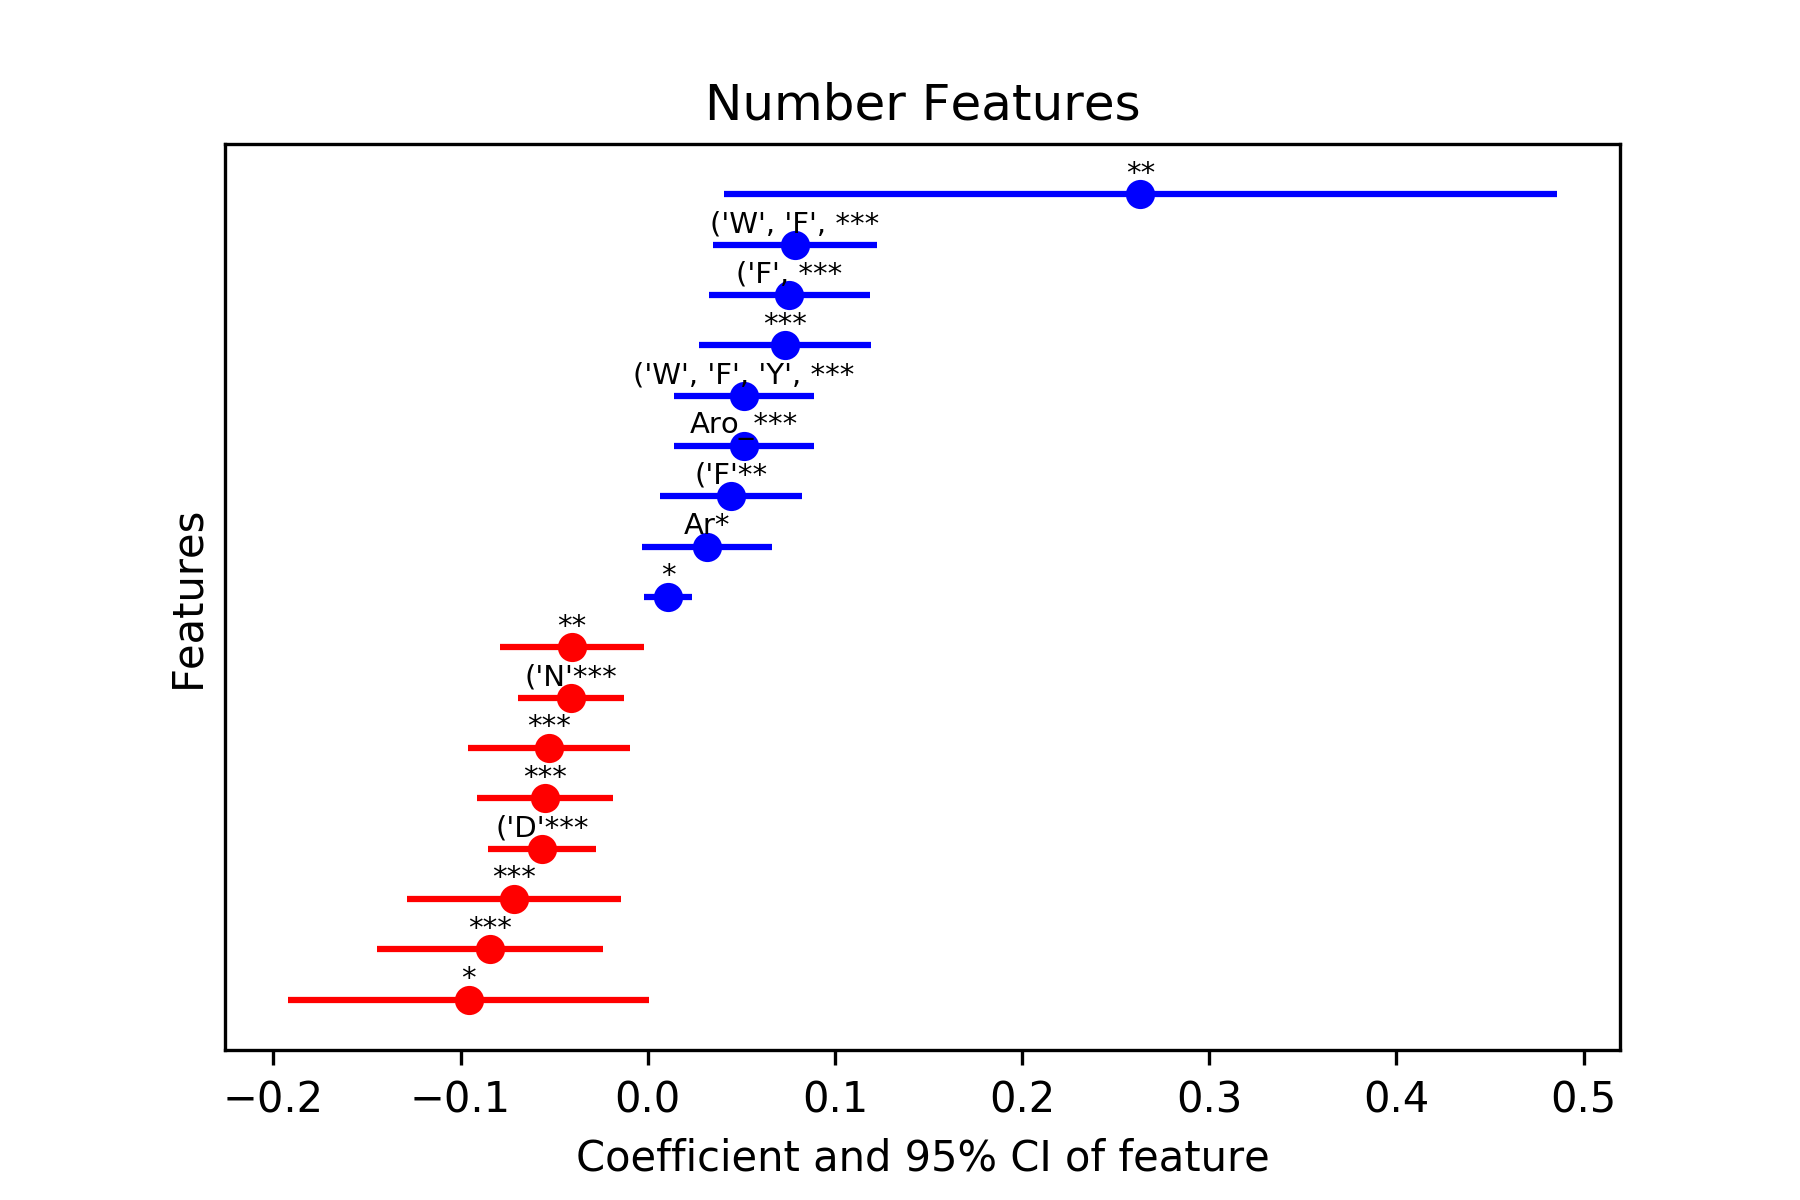 Number Features
**
('W', 'F', ***
('F', ***
***
('W', 'F', 'Y', ***
Aro_***
('F'**
Ar*
*
**
('N'***
***
***
('D'***
***
***
*
Features
−0.2 −0.1 0.0 0.1 0.2 0.3 0.4 0.5
Coefficient and 95% CI of feature